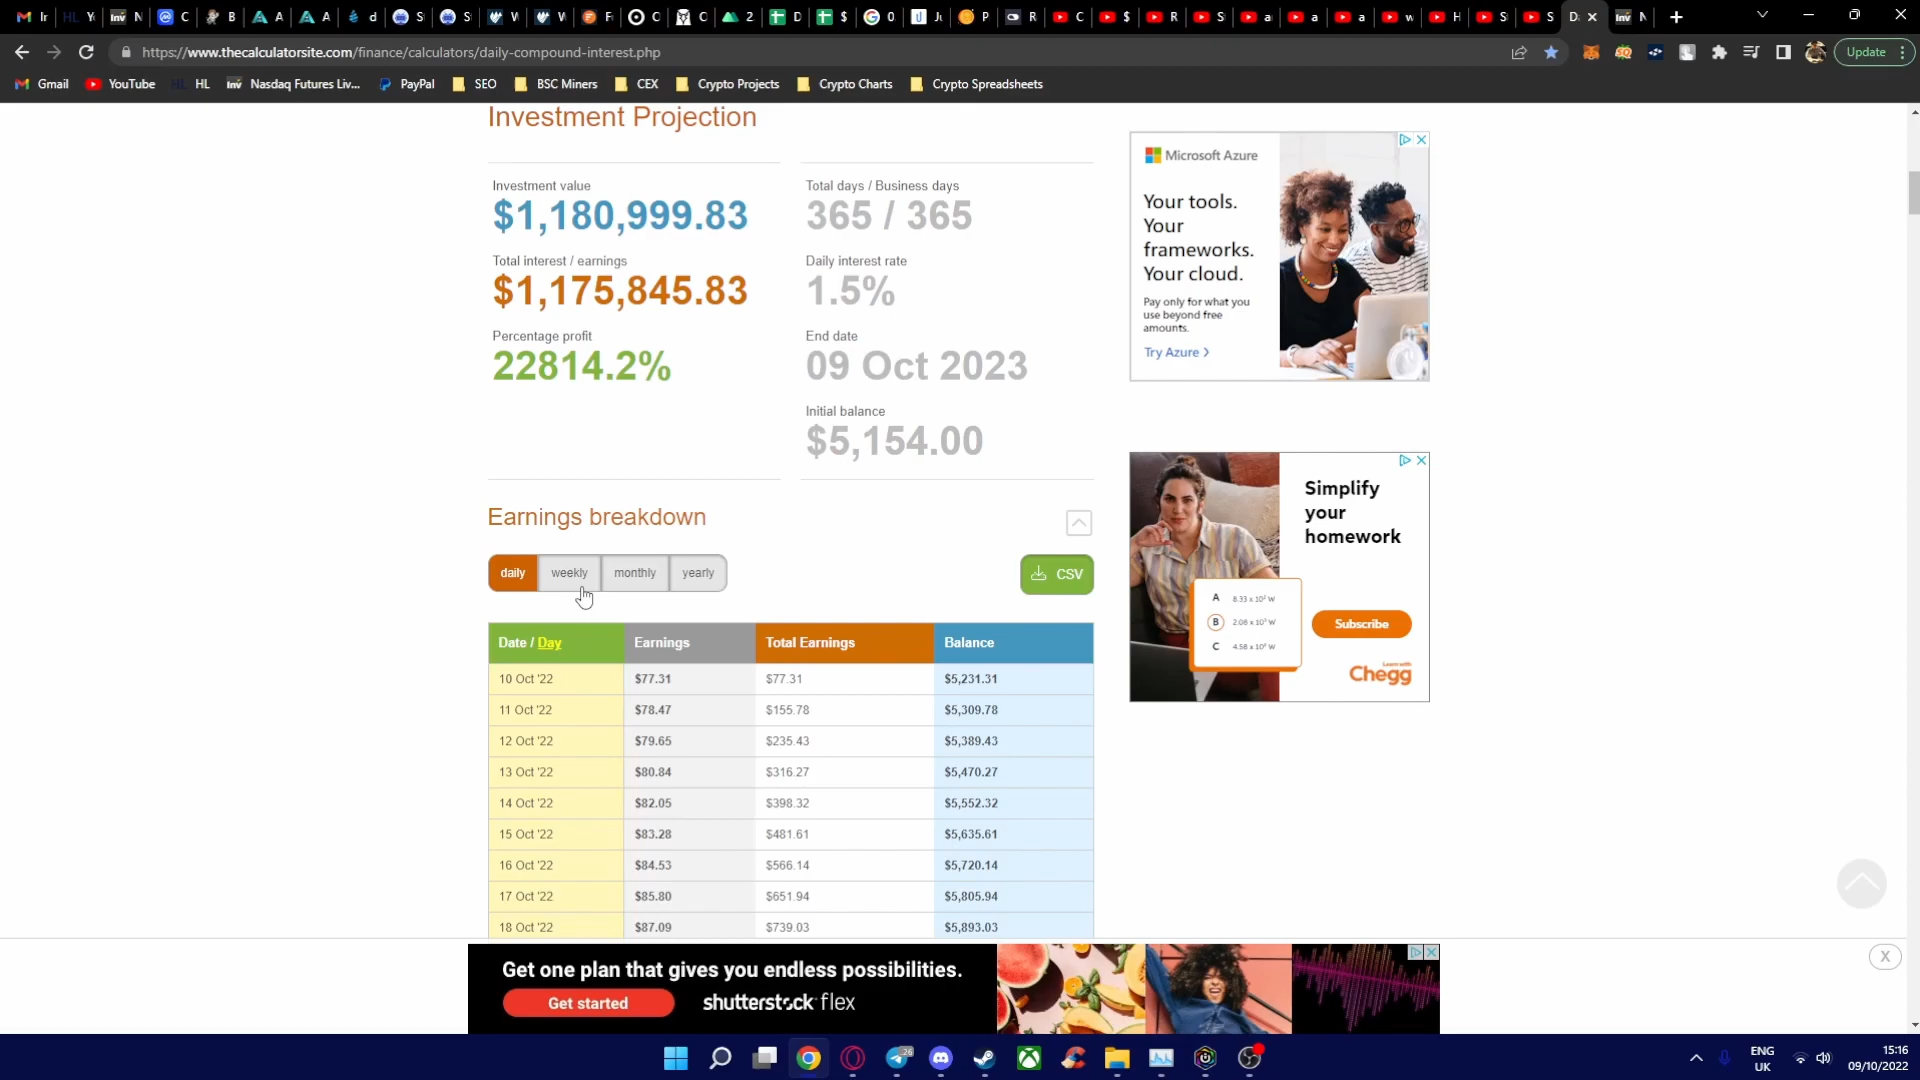 https://www.thecalculatorsite.com/finance/calculators/daily-compound-interest.php
Update
Gmail
YouTube
HL
Inv Nasdaq Futures Liv...
PayPal
SEO
BSC Miners
CEX
Crypto Projects
Crypto Charts
Crypto Spreadsheets
Investment Projection
Investment value
$1,180,999.83
Total interest / earnings
$1,175,845.83
Percentage profit
22814.2%
Total days / Business days
365 / 365
Daily interest rate
1.5%
End date
09 Oct 2023
Initial balance
$5,154.00
Earnings breakdown
daily weekly monthly yearly
CSV
Date / Day Earnings Total Earnings Balance
10 Oct '22 $77.31 $77.31 $5,231.31
11 Oct '22 $78.47 $155.78 $5,309.78
12 Oct '22 $79.65 $235.43 $5,389.43
13 Oct '22 $80.84 $316.27 $5,470.27
14 Oct '22 $82.05 $398.32 $5,552.32
15 Oct '22 $83.28 $481.61 $5,635.61
16 Oct '22 $84.53 $566.14 $5,720.14
17 Oct '22 $85.80 $651.94 $5,805.94
18 Oct '22 $87.09 $739.03 $5,893.03
Microsoft Azure
Your tools.
Your
frameworks.
Your cloud.
Pay only for what you
use beyond free
amounts.
Try Azure >
Simplify
your
homework
A 8.33 x 10² W
B 2.08 x 10³ W
C
Subscribe
Learn with
Chegg
Get one plan that gives you endless possibilities.
Get started
shutterstock flex
X
26
ENG
UK
15:16
09/10/2022